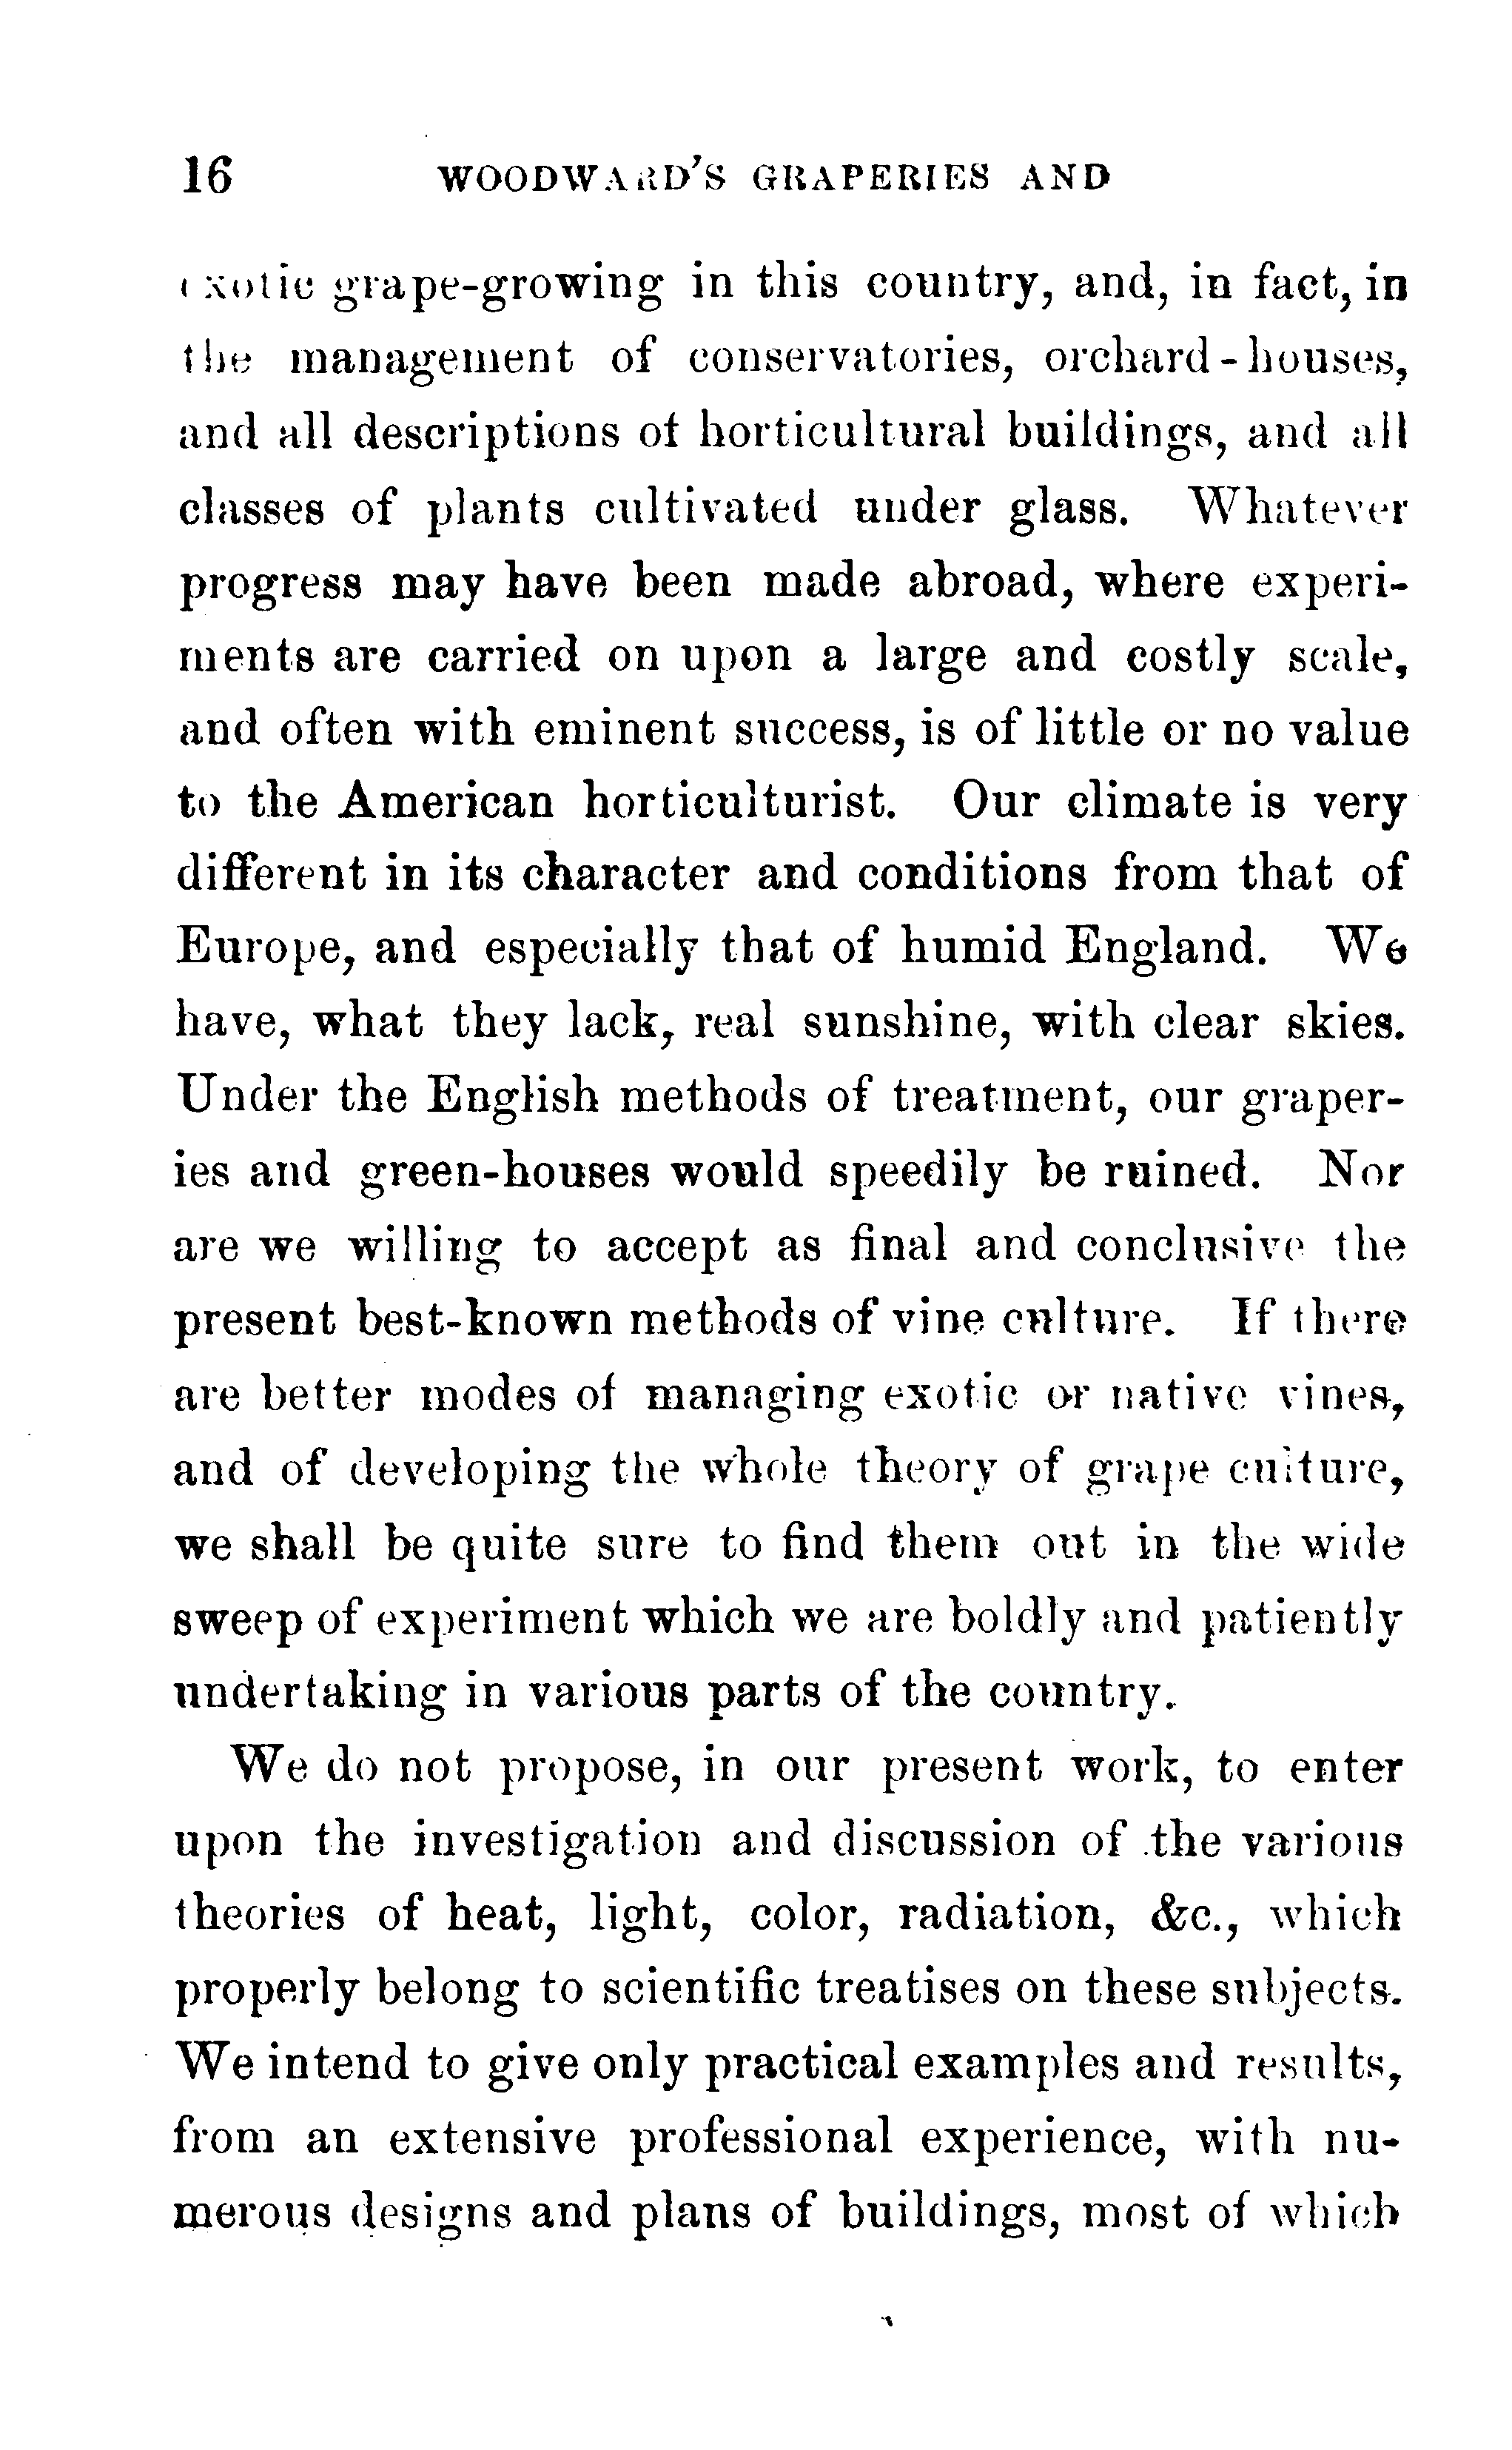 16 WOODWARD'S GRAPERIES AND
exotic grape-growing in this country, and, in fact, in
the management of conservatories, orchard-houses,
and all descriptions of horticultural buildings, and all
classes of plants cultivated under glass. Whatever
progress may have been made abroad, where experi-
ments are carried on upon a large and costly scale,
and often with eminent success, is of little or no value
to the American horticulturist. Our climate is very
different in its character and conditions from that of
Europe, and especially that of humid England. We
have, what they lack, real sunshine, with clear skies.
Under the English methods of treatment, our graper-
ies and green-houses would speedily be ruined. Nor
are we willing to accept as final and conclusive the
present best-known methods of vine culture. If there
are better modes of managing exotic or native vines,
and of developing the whole theory of grape culture,
we shall be quite sure to find them out in the wide
sweep of experiment which we are boldly and patiently
undertaking in various parts of the country.
We do not propose, in our present work, to enter
upon the investigation and discussion of the various
theories of heat, light, color, radiation, &c., which
properly belong to scientific treatises on these subjects.
We intend to give only practical examples and results,
from an extensive professional experience, with nu-
merous designs and plans of buildings, most of which